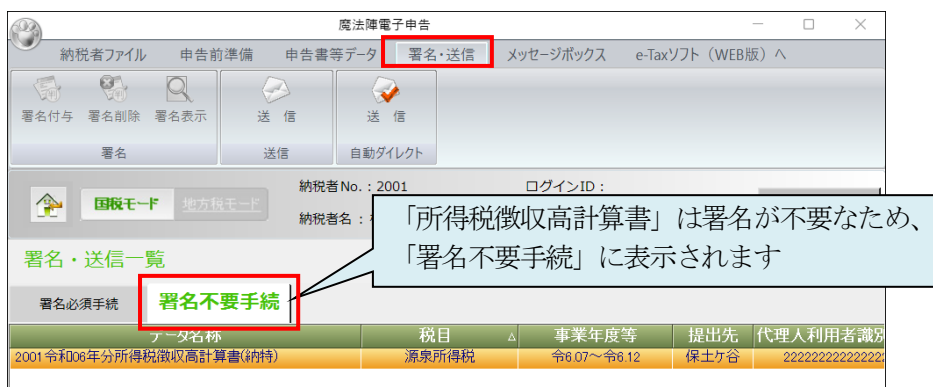 魔法陣電子申告
納税者ファイル 申告前準備 申告書等データ 署名・送信 メッセージボックス e-Taxソフト（WEB版）へ
署名付与 署名削除 署名表示 送 信 送 信
署名 送信 自動ダイレクト
納税者No.：2001 ログインID：
国税モード 地方税モード
納税者名：
「所得税徴収高計算書」は署名が不要なため、
「署名不要手続」に表示されます
署名・送信一覧
署名必須手続 署名不要手続
データ名称 税目 △ 事業年度等 提出先 代理人利用者識別
2001令和06年分所得税徴収高計算書(納特) 源泉所得税 令6.07～令6.12 保土ケ谷 222222222222222